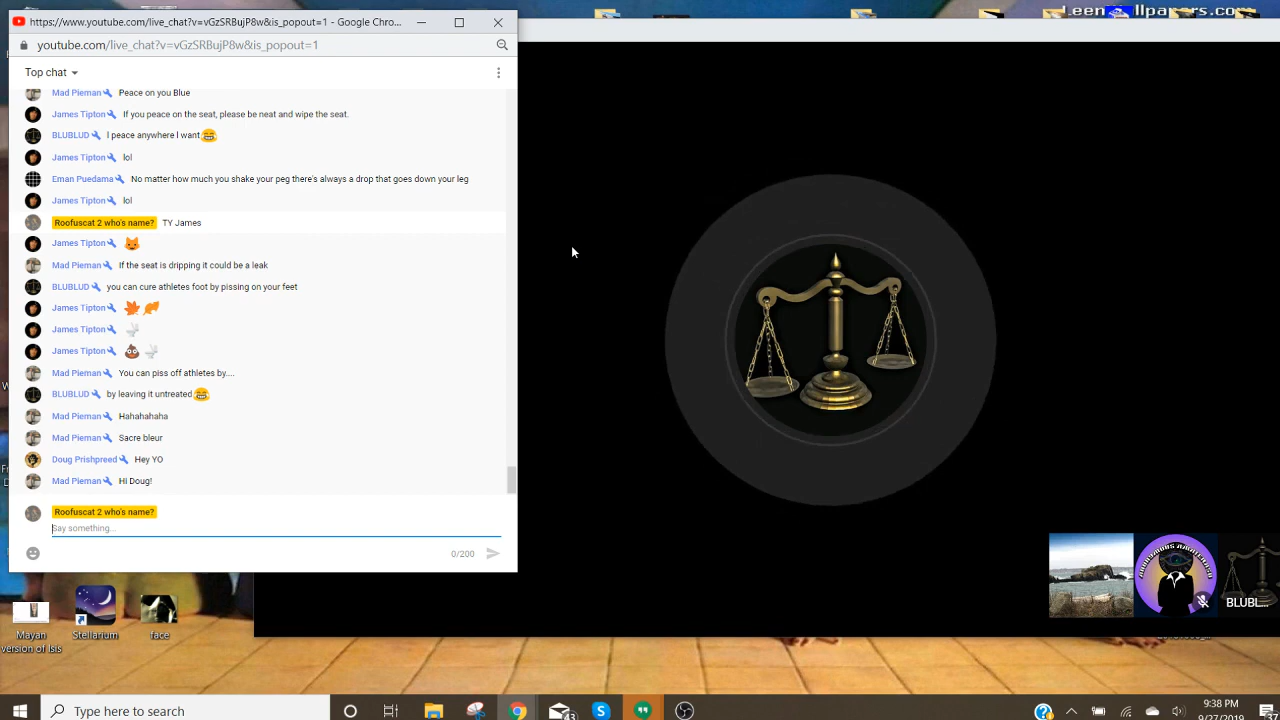 https://www.youtube.com/live_chat?v=vGzSRBujP8w&is_popout=1 - Google Chro...
youtube.com/live_chat?v=vGzSRBujP8w&is_popout=1
Top chat
Mad Pieman Peace on you Blue
James Tipton If you peace on the seat, please be neat and wipe the seat.
BLUBLUD I peace anywhere I want😂
James Tipton lol
Eman Puedama No matter how much you shake your peg there's always a drop that goes down your leg
James Tipton lol
Roofuscat 2 who's name? TY James
James Tipton
Mad Pieman If the seat is dripping it could be a leak
BLUBLUD you can cure athletes foot by pissing on your feet
James Tipton
James Tipton
James Tipton
Mad Pieman You can piss off athletes by....
BLUBLUD by leaving it untreated😂
Mad Pieman Hahahahaha
Mad Pieman Sacre bleur
Doug Prishpreed Hey YO
Mad Pieman Hi Doug!
Roofuscat 2 who's name?
Say something...
0/200
BLUBL...
Mayan version of Isis
Stellarium
face
Type here to search
43
9:38 PM
9/27/2019